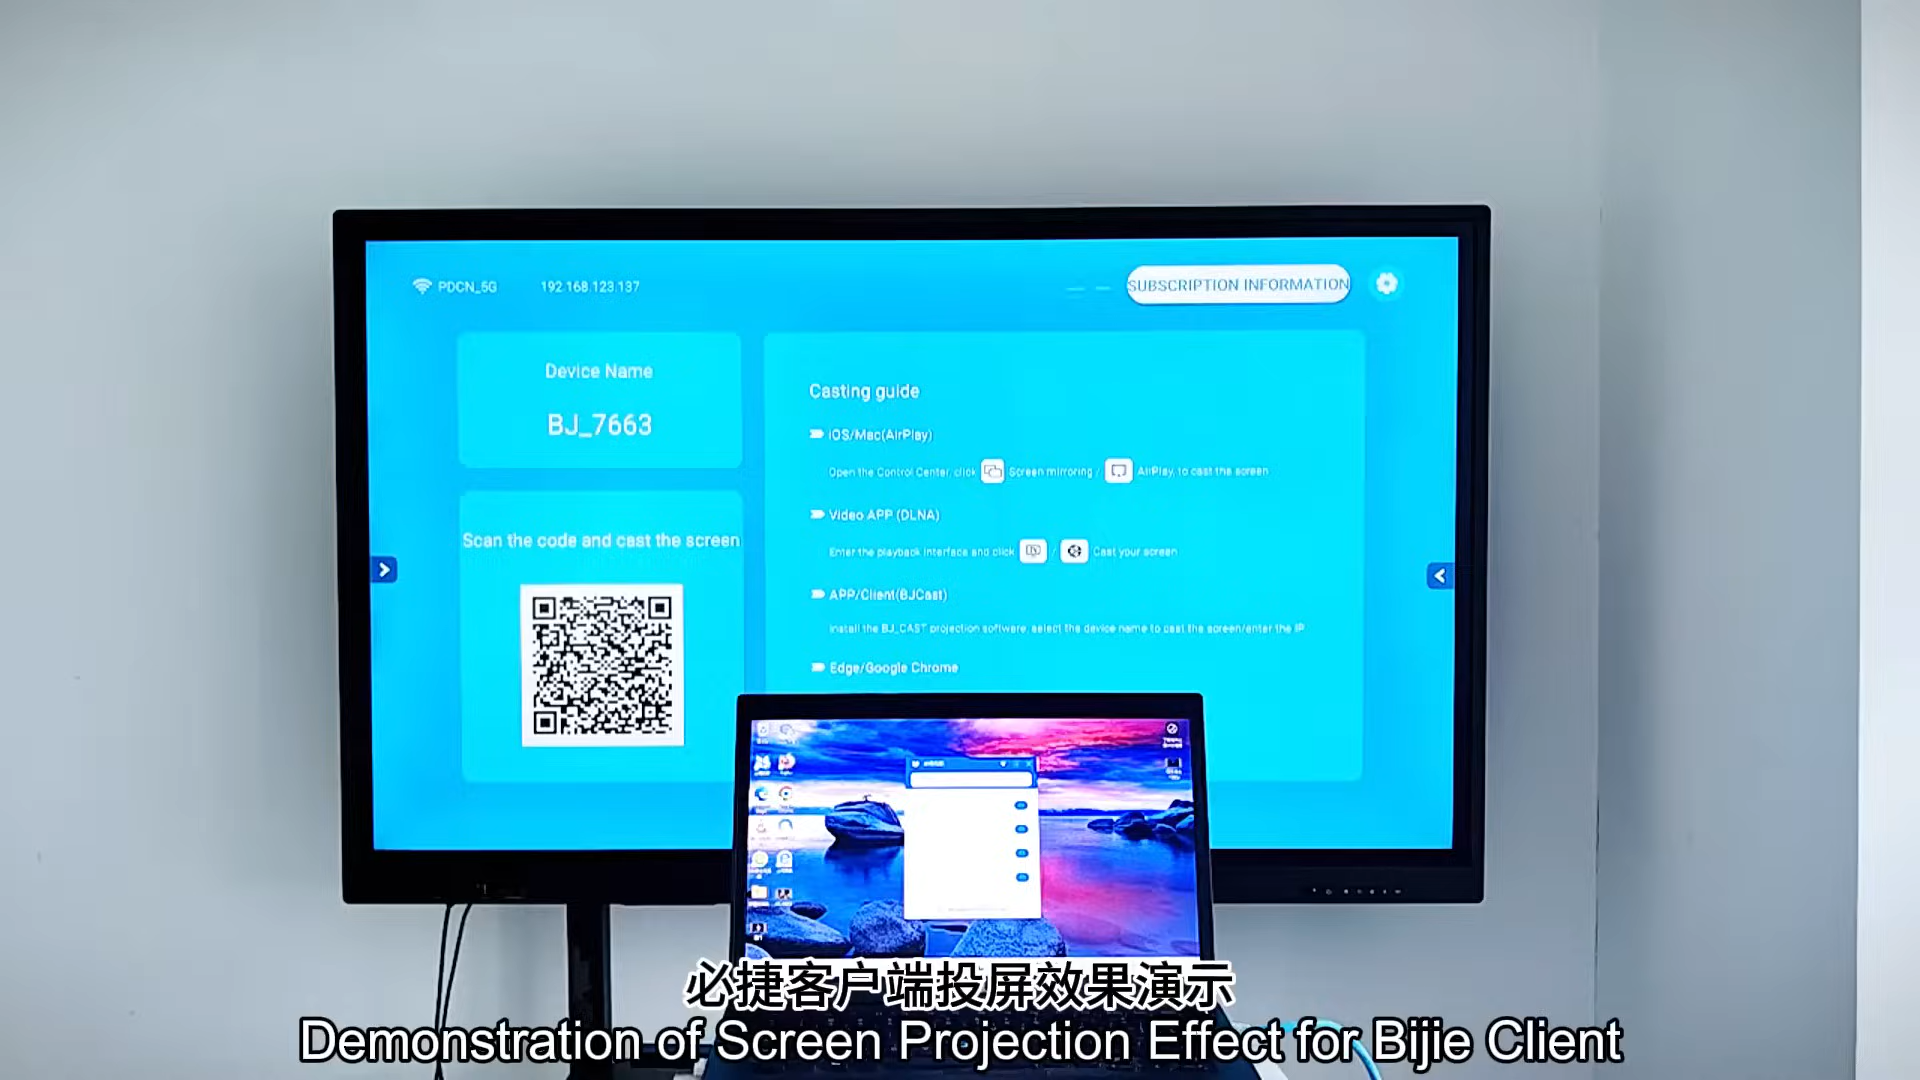 PDCN_5G
192.168.123.137
SUBSCRIPTION INFORMATION
Device Name
BJ_7663
Scan the code and cast the screen
Casting guide
iOS/Mac(AirPlay)
Open the Control Center, click Screen mirroring / AirPlay, to cast the screen
Video APP (DLNA)
Enter the playback interface and click / Cast your screen
APP/Client(BJCast)
Install the BJ_CAST projection software, select the device name to cast the screen/enter the IP
Edge/Google Chrome
必捷客户端投屏效果演示
Demonstration of Screen Projection Effect for Bijie Client